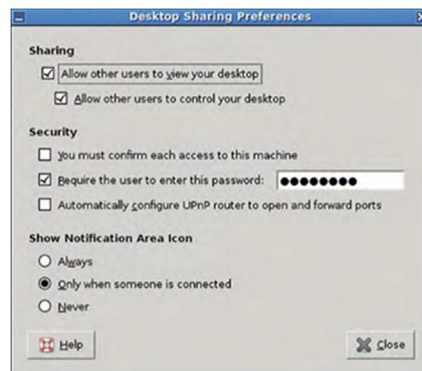 Desktop Sharing Preferences
Sharing
Allow other users to view your desktop
Allow other users to control your desktop
Security
You must confirm each access to this machine
Require the user to enter this password: ●●●●●●●●
Automatically configure UPnP router to open and forward ports
Show Notification Area Icon
Always
Only when someone is connected
Never
Help
Close